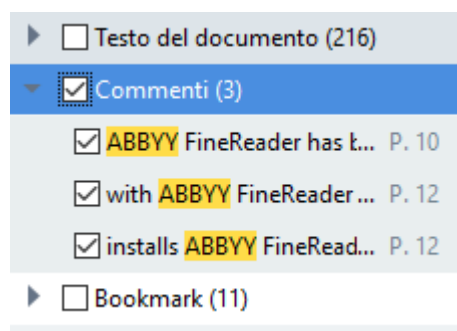 Testo del documento (216)
Commenti (3)
ABBYY FineReader has b... P. 10
with ABBYY FineReader ... P. 12
installs ABBYY FineRead... P. 12
Bookmark (11)